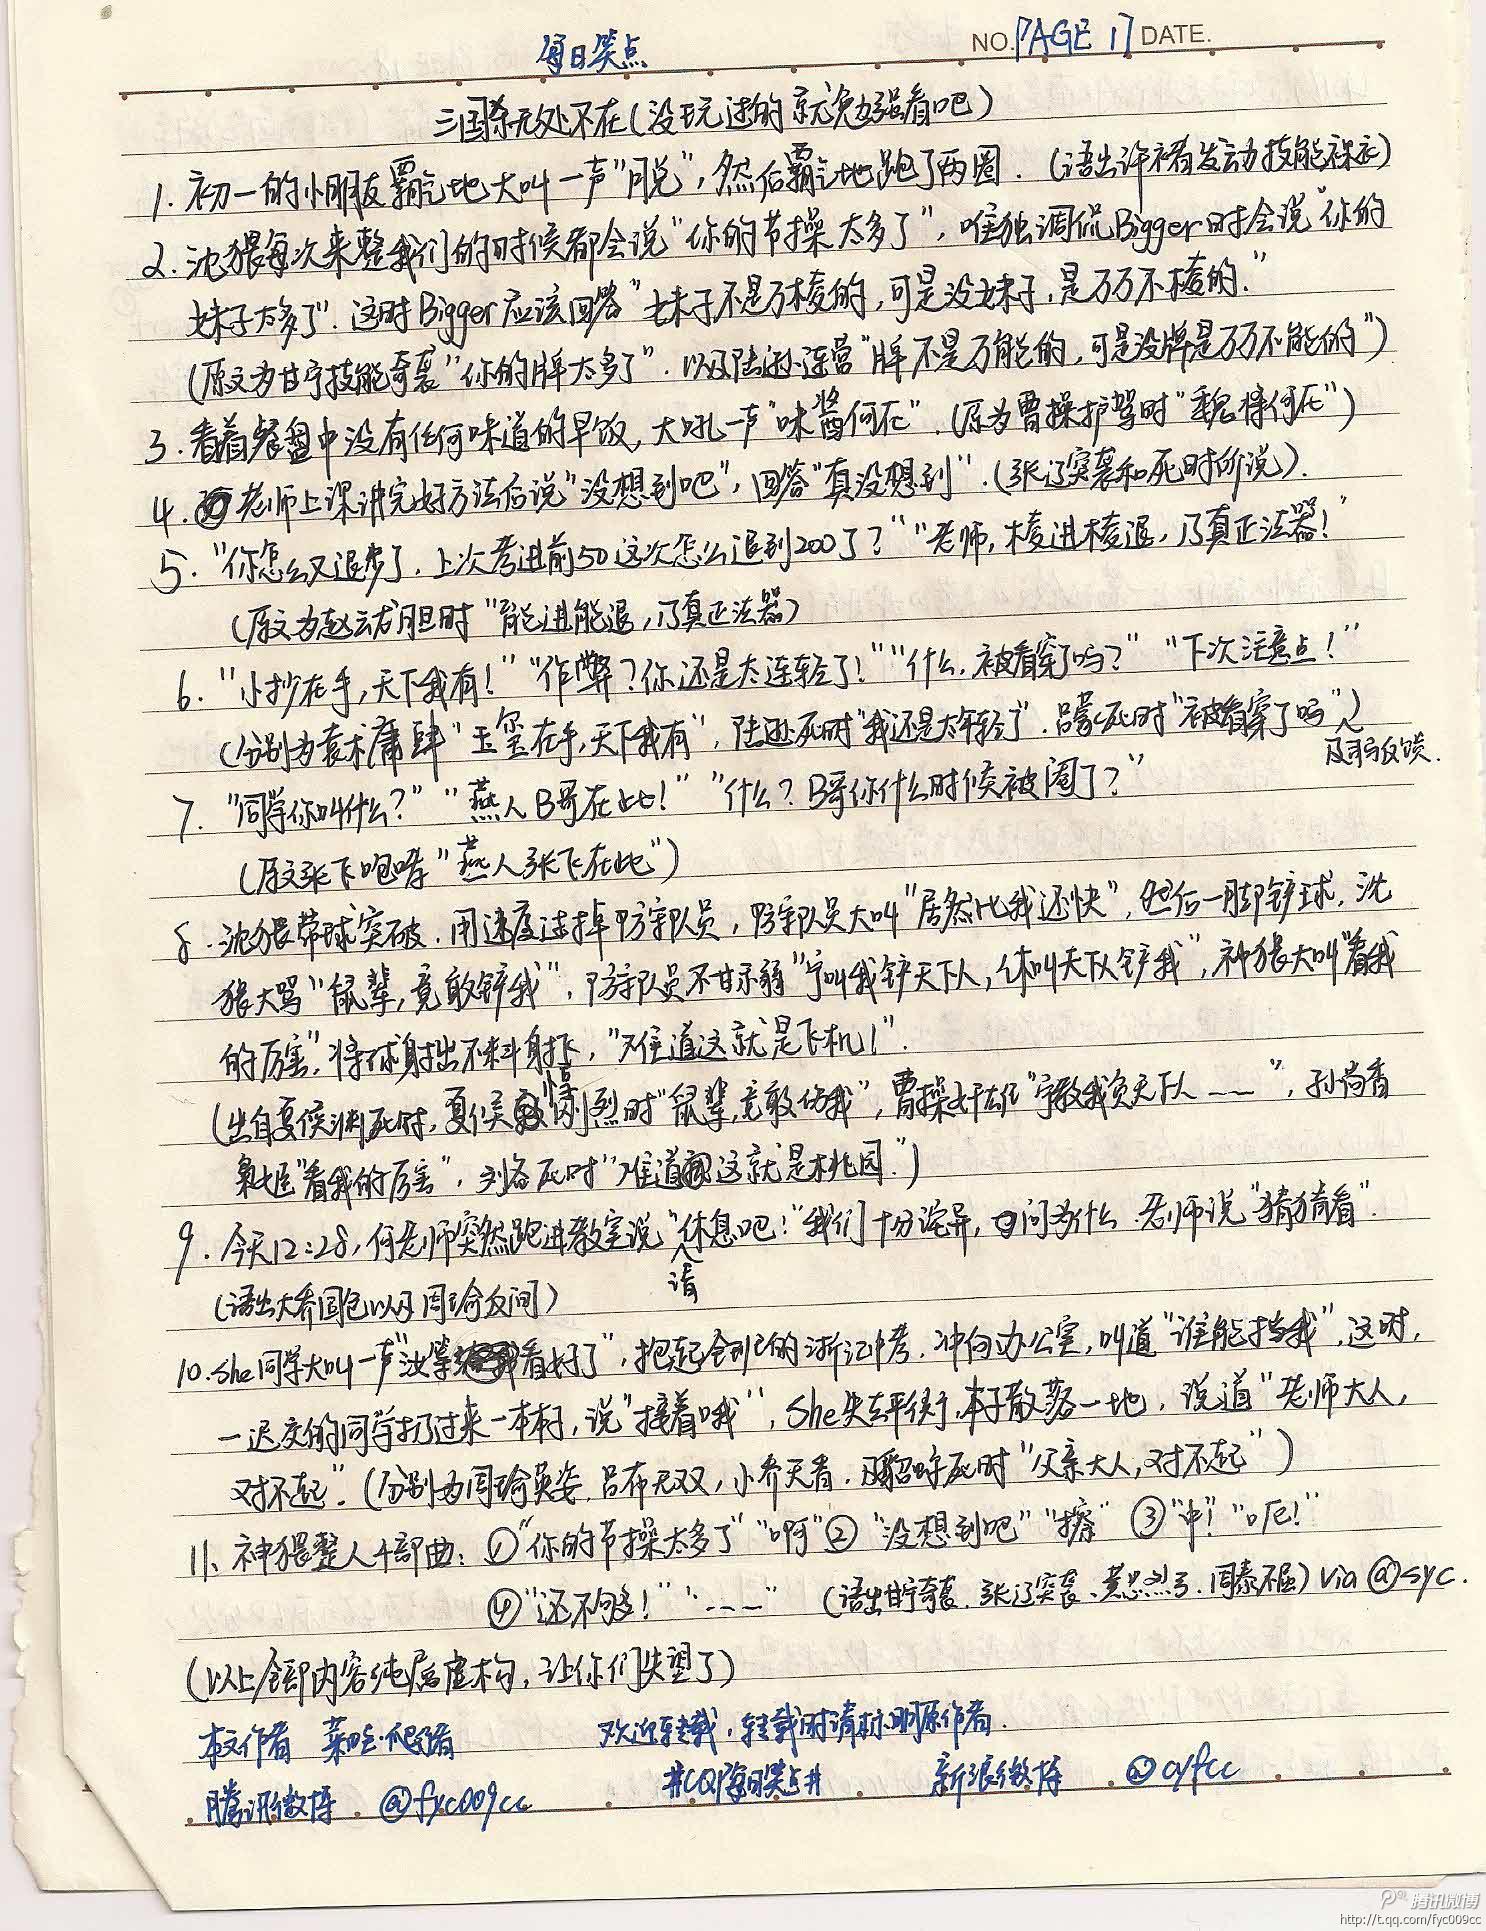 每日笑点
NO. PAGE 17 DATE.
三国杀无处不在(没玩过的就勉强看吧)
1. 初一的小朋友霸气地大叫一声"脱",然后霸气地跑了两圈. (语出许褚发动技能裸衣)
2. 沈猥每次来整我们的时候都会说"你的节操太多了",唯独调侃Bigger时会说"你的
妹子太多了". 这时Bigger应该回答"妹子不是万棱的,可是没妹子,是万万不棱的."
(原文为甘宁技能奇袭"你的牌太多了". 以及陆逊连营"牌不是万能的,可是没牌是万万不能的")
3. 看着餐盘中没有任何味道的早饭,大吼一声"味酱何在". (原为曹操护驾时"魏将何在")
4. 老师上课讲完好方法后说"没想到吧",回答"真没想到".(张辽突袭和死时所说).
5. "你怎么又退步了. 上次考进前50这次怎么退到200了?" "老师,棱进棱退,乃真正法器!"
(原文为赵云龙胆时"能进能退,乃真正法器)
6. "小抄在手,天下我有!" "作弊?你还是太连轻了!" "什么,被看穿了吗?" "下次注意点!"
(分别为袁术庸肆"玉玺在手,天下我有", 陆逊死时"我还是太年轻了". 吕蒙死时"被看穿了吗")
及司马反馈.
7. "同学你叫什么?" "燕人B哥在此!" "什么?B哥你什么时候被阉了?"
(原文张飞咆哮"燕人张飞在此")
8. 沈猥带球突破. 用速度过掉防守队员, 防守队员大叫"居然比我还快", 然后一脚铲球, 沈
猥大骂"鼠辈,竟敢铲我". 防守队员不甘示弱"宁叫我铲天下人,休叫天下人铲我", 神猥大叫"看我
的厉害",将球射出不料射飞, "难道这就是飞机!".
(出自夏侯渊死时, 夏侯惇刚烈时"鼠辈,竟敢伤我", 曹操奸雄"宁教我负天下人……", 孙尚香
枭姬"看我的厉害", 刘备死时"难道这就是桃园.")
9. 今天12:28, 何老师突然跑进教室说"请休息吧!"我们十分诧异, 问为什么. 老师说"猜猜看".
(语出大乔国色以及周瑜反间)
10. She同学大叫一声"汝等看好了", 抱起全班的浙江中考. 冲向办公室, 叫道"谁能挡我". 这时,
一迟交的同学扔过来一本本子, 说"接着哦", She失去平衡, 本子散落一地, 说道"老师大人,
对不起". (分别为周瑜英姿. 吕布无双, 小乔天香. 及貂蝉死时"父亲大人,对不起")
11、神猥整人4部曲: ①"你的节操太多了" "啊" ② "没想到吧" "擦" ③"中!" "呃!"
④"还不够!" "……" (语出甘宁奇袭. 张辽突袭、黄忠烈弓. 周泰不屈) via @syc.
(以上全部内容纯属虚构, 让你们失望了)
本文作者 欢迎转载, 转载时请标明原作者.
腾讯微博 @fyc009cc #CQF每日笑点# 新浪微博 @cyfcc
腾讯微博
http://t.qq.com/fyc009cc